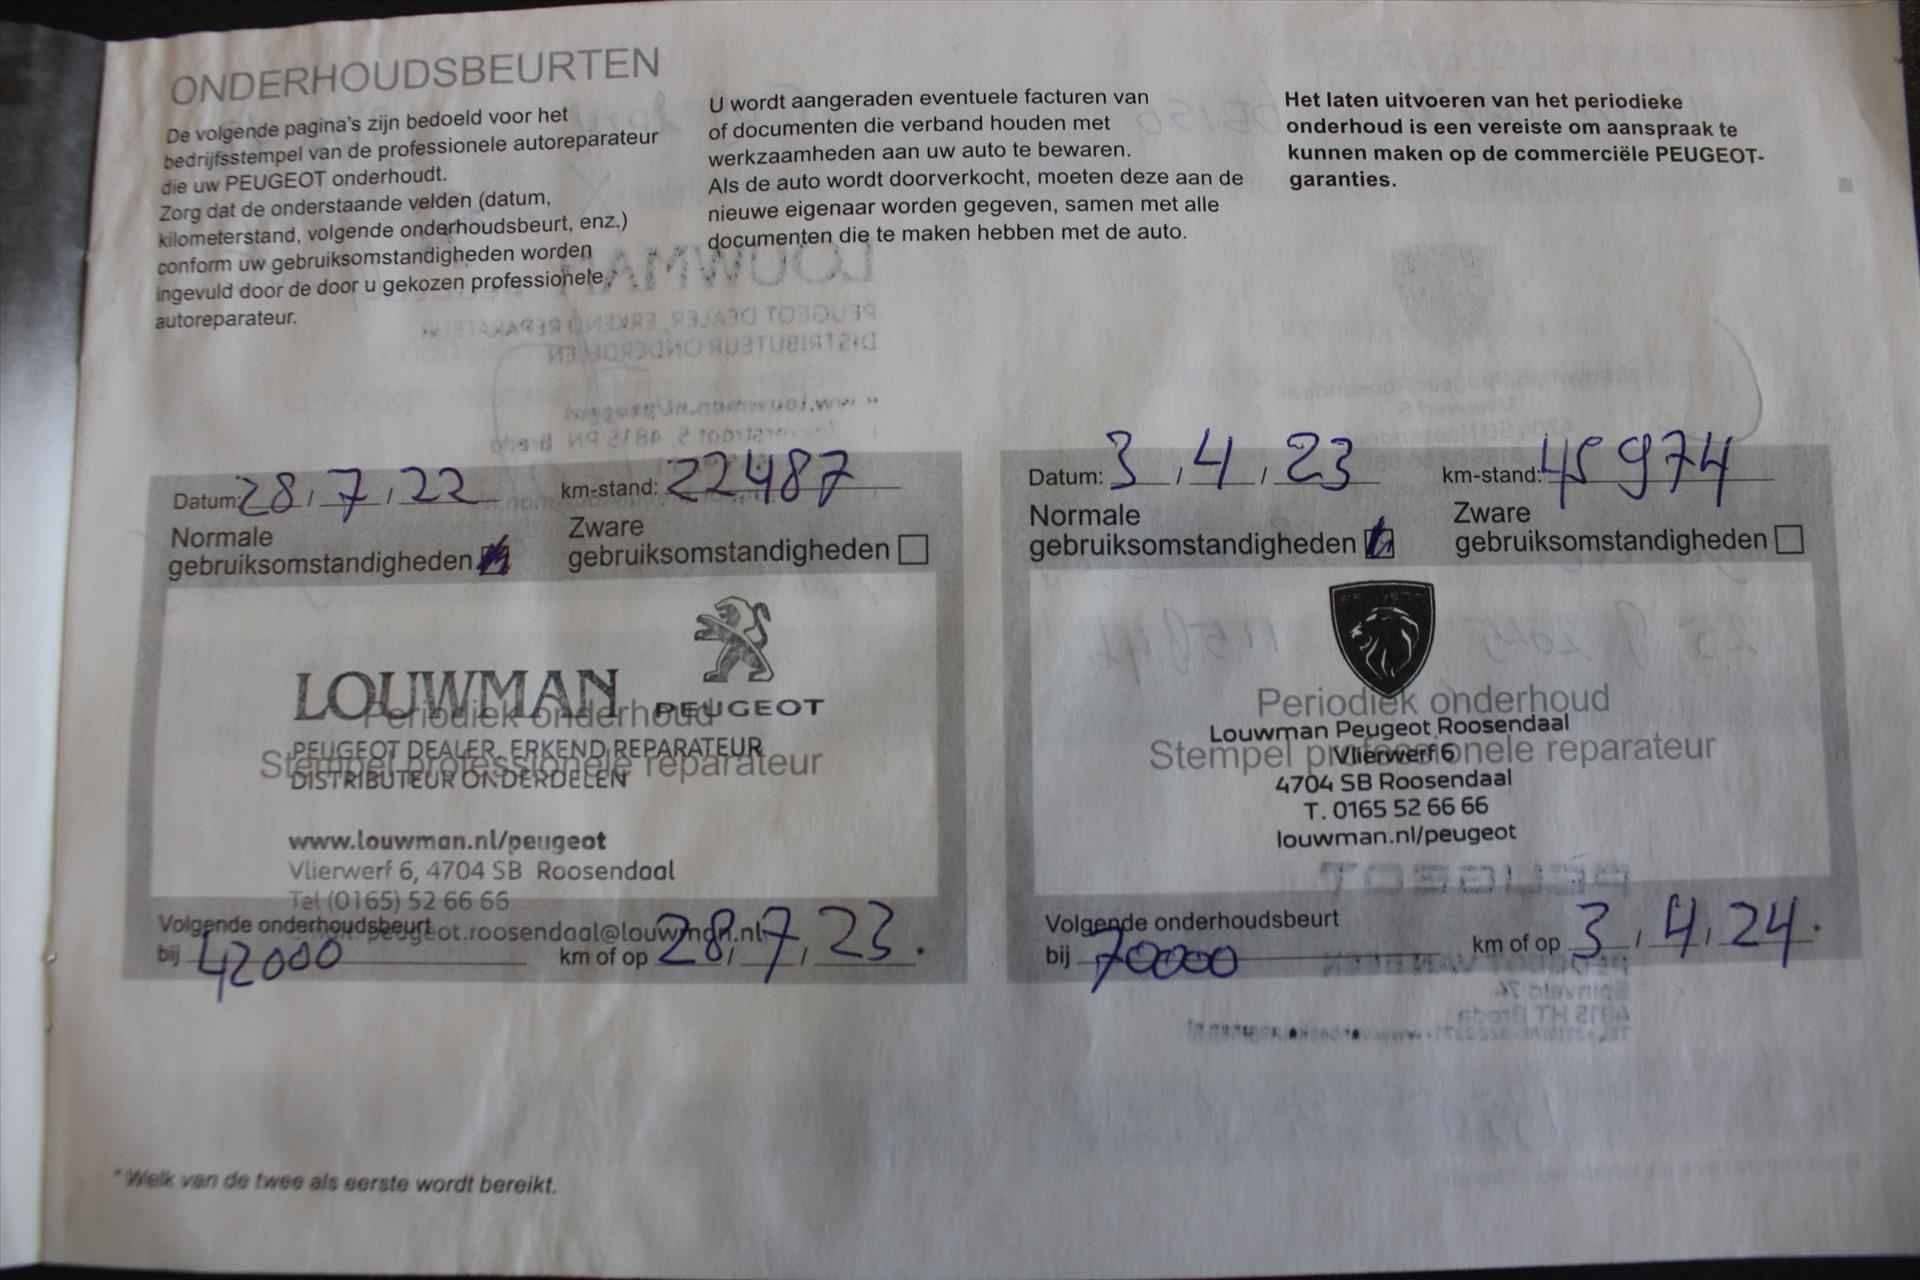 ONDERHOUDSBEURTEN
De volgende pagina's zijn bedoeld voor het
bedrijfsstempel van de professionele autoreparateur
die uw PEUGEOT onderhoudt.
Zorg dat de onderstaande velden (datum,
kilometerstand, volgende onderhoudsbeurt, enz.)
conform uw gebruiksomstandigheden worden
ingevuld door de door u gekozen professionele
autoreparateur.
U wordt aangeraden eventuele facturen van
of documenten die verband houden met
werkzaamheden aan uw auto te bewaren.
Als de auto wordt doorverkocht, moeten deze aan de
nieuwe eigenaar worden gegeven, samen met alle
documenten die te maken hebben met de auto.
Het laten uitvoeren van het periodieke
onderhoud is een vereiste om aanspraak te
kunnen maken op de commerciële PEUGEOT-
garanties.
Datum: 28 / 7 / 22 km-stand: 22487
Normale
gebruiksomstandigheden
Zware
gebruiksomstandigheden
LOUWMAN PEUGEOT
Periodiek onderhoud
PEUGEOT DEALER, ERKEND REPARATEUR
Stempel professionele reparateur
DISTRIBUTEUR ONDERDELEN
www.louwman.nl/peugeot
Vlierwerf 6, 4704 SB Roosendaal
Tel (0165) 52 66 66
peugeot.roosendaal@louwman.nl
Volgende onderhoudsbeurt
bij 42000 km of op 28 / 7 / 23.
Datum: 3 / 4 / 23 km-stand: 45974
Normale
gebruiksomstandigheden
Zware
gebruiksomstandigheden
Periodiek onderhoud
Louwman Peugeot Roosendaal
Stempel professionele reparateur
Vlierwerf 6
4704 SB Roosendaal
T. 0165 52 66 66
louwman.nl/peugeot
Volgende onderhoudsbeurt
bij 70000 km of op 3 / 4 / 24.
* Welk van de twee als eerste wordt bereikt.